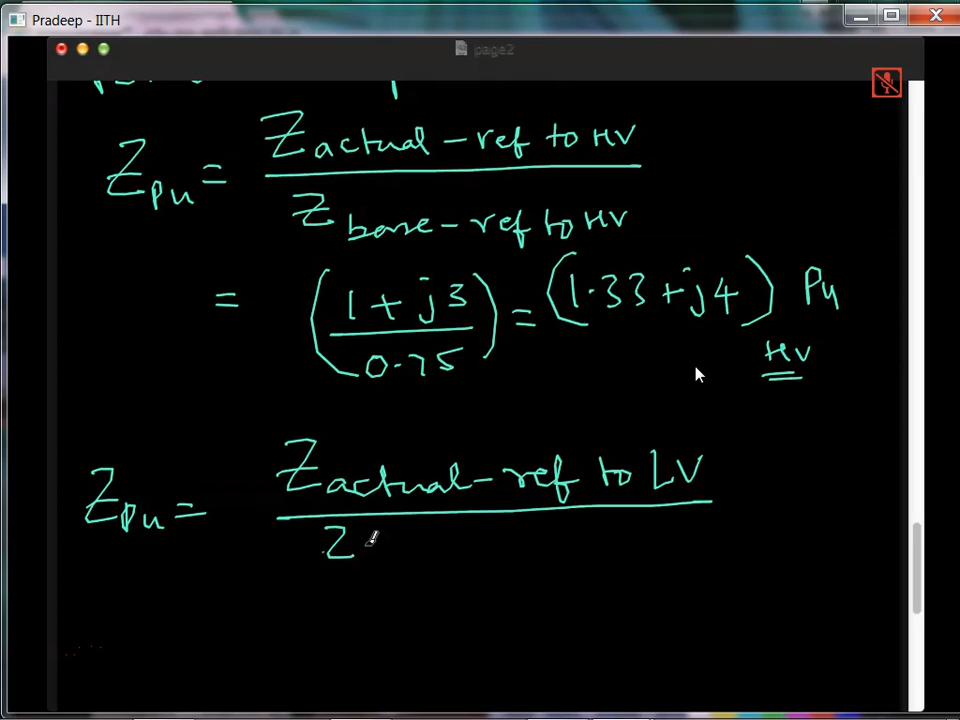 Pradeep - IITH
page2
Zpu = Zactual-ref to HV
Zbase-ref to HV
= (1+j3 / 0.75) = (1.33+j4) Pu
HV
Zpu = Zactual-ref to LV
Z